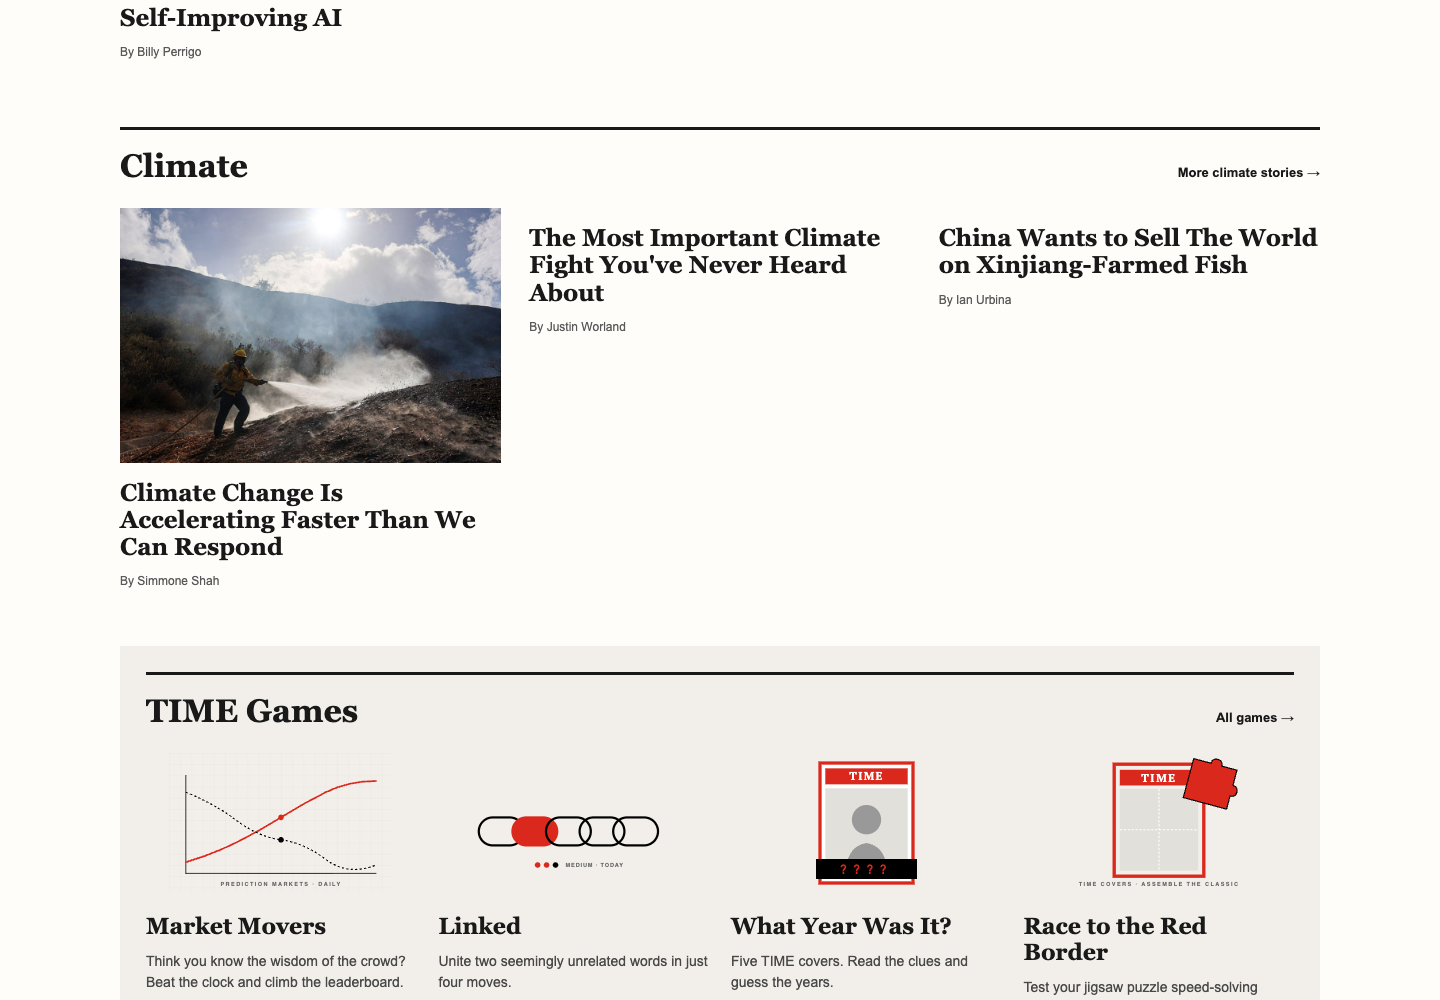 Self-Improving AI
By Billy Perrigo
Climate
More climate stories →
Climate Change Is
Accelerating Faster Than We
Can Respond
By Simmone Shah
The Most Important Climate
Fight You've Never Heard
About
By Justin Worland
China Wants to Sell The World
on Xinjiang-Farmed Fish
By Ian Urbina
TIME Games
All games →
PREDICTION MARKETS · DAILY
Market Movers
Think you know the wisdom of the crowd?
Beat the clock and climb the leaderboard.
MEDIUM · TODAY
Linked
Unite two seemingly unrelated words in just
four moves.
TIME
? ? ? ?
What Year Was It?
Five TIME covers. Read the clues and
guess the years.
TIME
TIME COVERS · ASSEMBLE THE CLASSIC
Race to the Red
Border
Test your jigsaw puzzle speed-solving